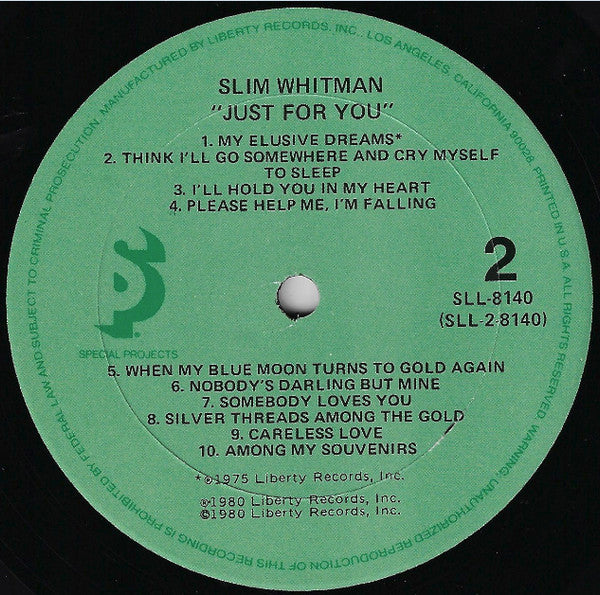 MANUFACTURED BY LIBERTY RECORDS, INC., LOS ANGELES, CALIFORNIA 90028. PRINTED IN U.S.A. ALL RIGHTS RESERVED. WARNING: UNAUTHORIZED REPRODUCTION OF THIS RECORDING IS PROHIBITED BY FEDERAL LAW AND SUBJECT TO CRIMINAL PROSECUTION.
SLIM WHITMAN
"JUST FOR YOU"
1. MY ELUSIVE DREAMS*
2. THINK I'LL GO SOMEWHERE AND CRY MYSELF
TO SLEEP
3. I'LL HOLD YOU IN MY HEART
4. PLEASE HELP ME, I'M FALLING
SP
SPECIAL PROJECTS
2
SLL-8140
(SLL-2-8140)
5. WHEN MY BLUE MOON TURNS TO GOLD AGAIN
6. NOBODY'S DARLING BUT MINE
7. SOMEBODY LOVES YOU
8. SILVER THREADS AMONG THE GOLD
9. CARELESS LOVE
10. AMONG MY SOUVENIRS
*℗1975 Liberty Records, Inc.
℗1980 Liberty Records, Inc.
©1980 Liberty Records, Inc.